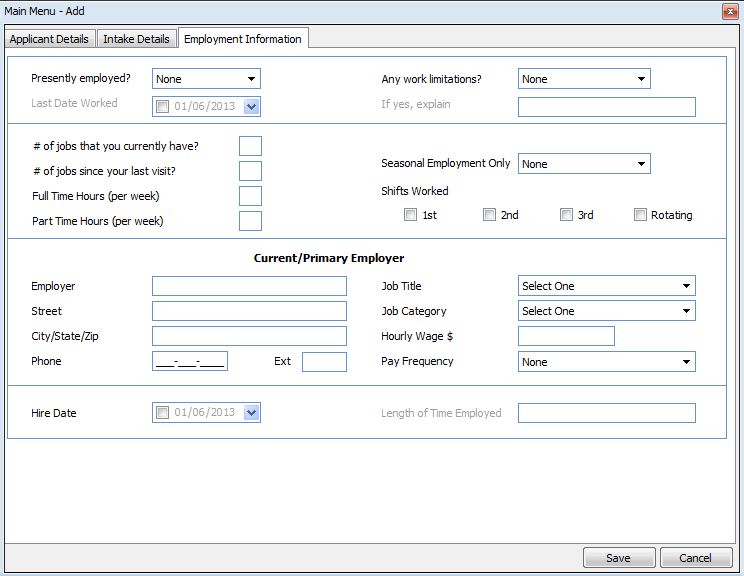 Main Menu - Add
Applicant Details Intake Details Employment Information
Presently employed? None Any work limitations? None
Last Date Worked 01/06/2013 If yes, explain
# of jobs that you currently have?
# of jobs since your last visit? Seasonal Employment Only None
Full Time Hours (per week) Shifts Worked
Part Time Hours (per week) 1st 2nd 3rd Rotating
Current/Primary Employer
Employer Job Title Select One
Street Job Category Select One
City/State/Zip Hourly Wage $
Phone ___-___-____ Ext Pay Frequency None
Hire Date 01/06/2013 Length of Time Employed
Save Cancel